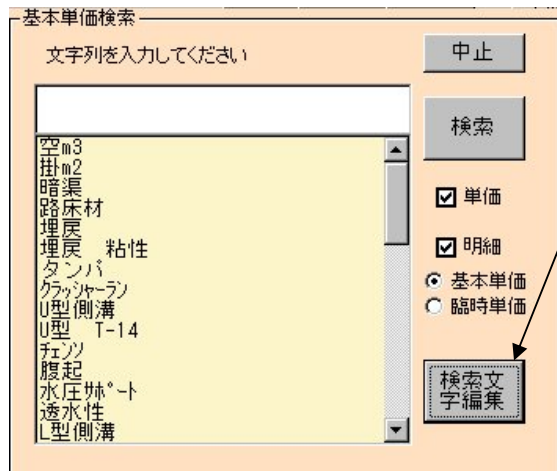 基本単価検索
文字列を入力してください
中止
検索
空m3
掛m2
暗渠
路床材
埋戻
埋戻 粘性
タンパ
クラッシャーラン
U型側溝
U型 T-14
チェンソ
腹起
水圧サポート
透水性
L型側溝
単価
明細
基本単価
臨時単価
検索文
字編集